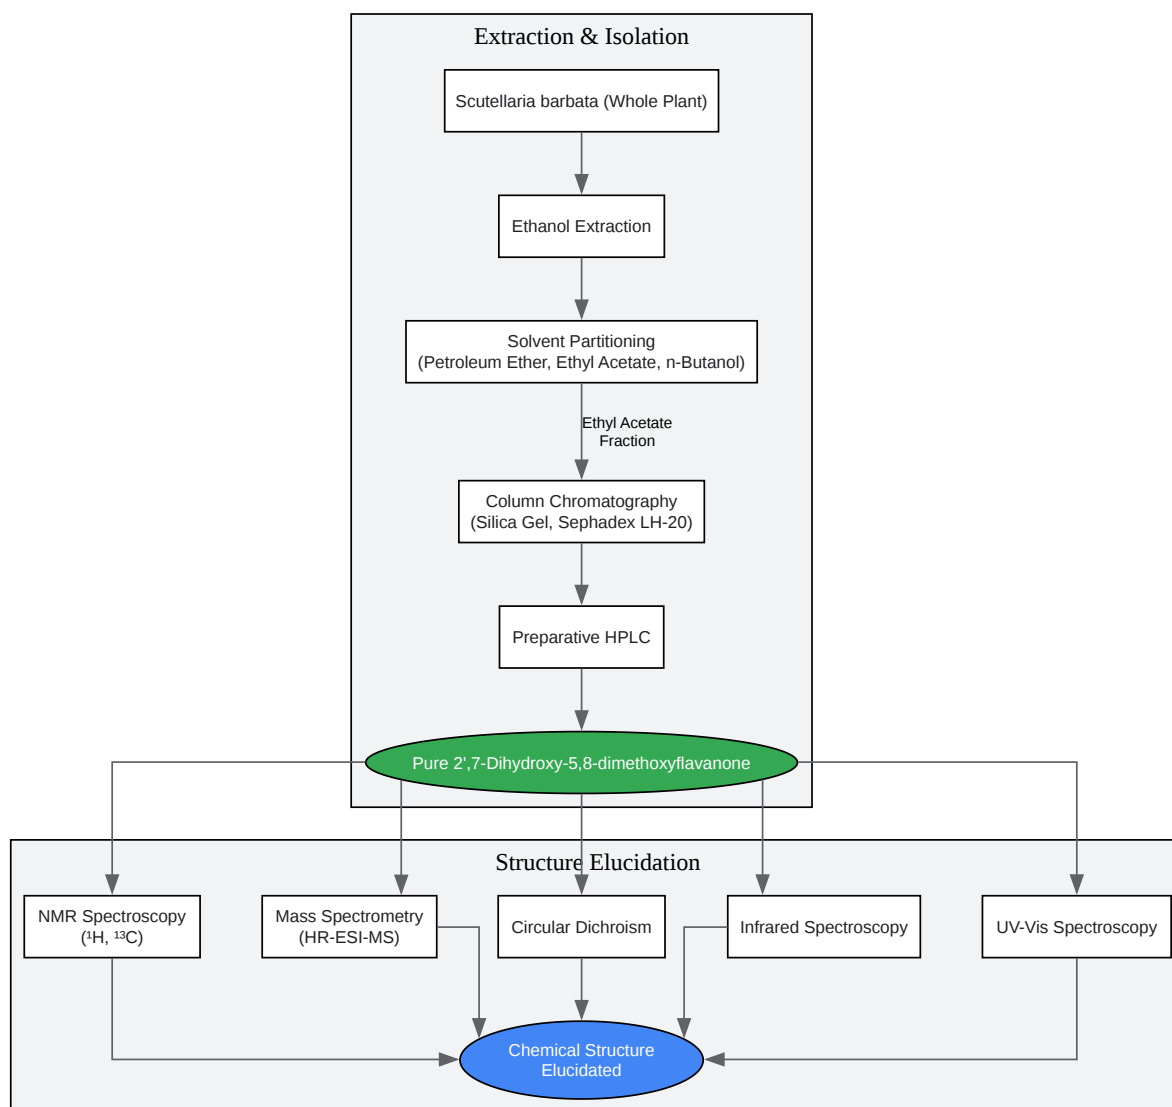 Extraction & Isolation
Scutellaria barbata (Whole Plant)
Ethanol Extraction
Solvent Partitioning
(Petroleum Ether, Ethyl Acetate, n-Butanol)
Ethyl Acetate
Fraction
Column Chromatography
(Silica Gel, Sephadex LH-20)
Preparative HPLC
Pure 2',7-Dihydroxy-5,8-dimethoxyflavanone
Structure Elucidation
NMR Spectroscopy
(¹H, ¹³C)
Mass Spectrometry
(HR-ESI-MS)
Circular Dichroism
Infrared Spectroscopy
UV-Vis Spectroscopy
Chemical Structure
Elucidated